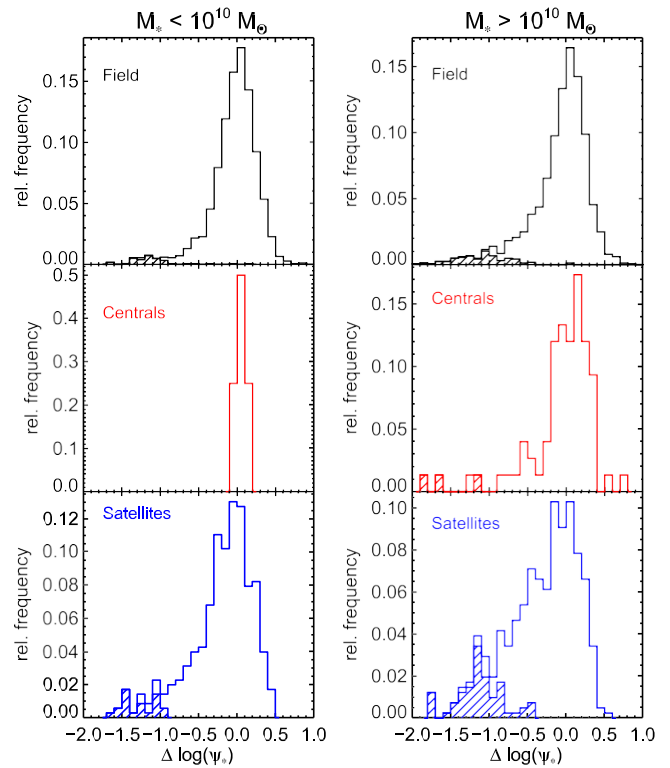 M* < 10^10 M⊙
M* > 10^10 M⊙
Field
rel. frequency
0.15
0.10
0.05
0.00
Field
rel. frequency
0.15
0.10
0.05
0.00
Centrals
rel. frequency
0.5
0.4
0.3
0.2
0.1
0.0
Centrals
rel. frequency
0.15
0.10
0.05
0.00
Satellites
rel. frequency
0.12
0.10
0.08
0.06
0.04
0.02
0.00
−2.0 −1.5 −1.0 −0.5 0.0 0.5 1.0
Δ log(ψ*)
Satellites
rel. frequency
0.10
0.08
0.06
0.04
0.02
0.00
−2.0 −1.5 −1.0 −0.5 0.0 0.5 1.0
Δ log(ψ*)